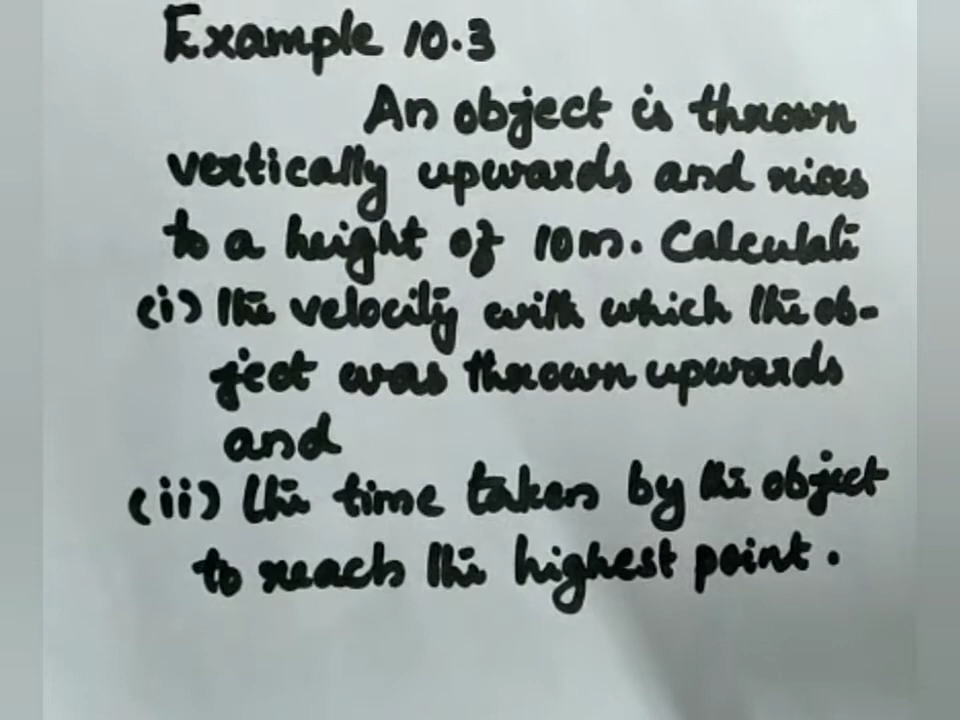 Example 10.3
An object is thrown
vertically upwards and rises
to a height of 10m. Calculate
(i) the velocity with which the ob-
ject was thrown upwards
and
(ii) the time taken by the object
to reach the highest point.